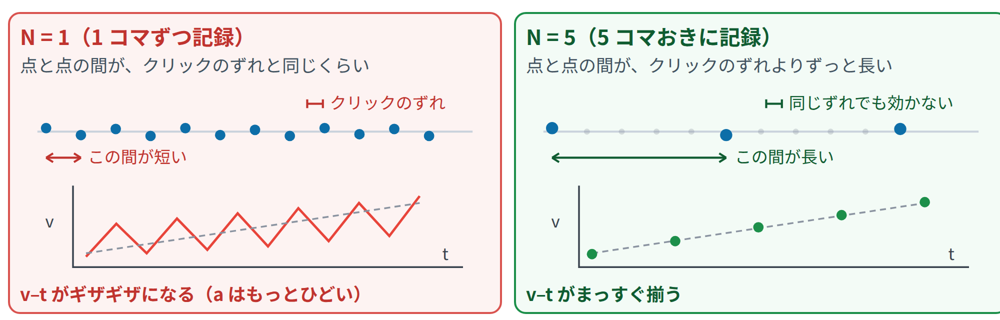 N = 1（1 コマずつ記録）
点と点の間が、クリックのずれと同じくらい
クリックのずれ
この間が短い
v
t
v–t がギザギザになる（a はもっとひどい）
N = 5（5 コマおきに記録）
点と点の間が、クリックのずれよりずっと長い
同じずれでも効かない
この間が長い
v
t
v–t がまっすぐ揃う